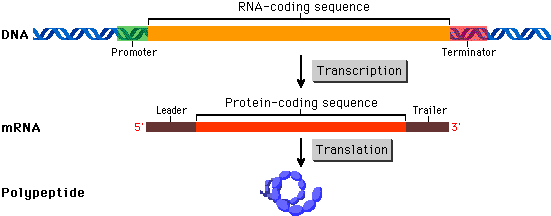 RNA-coding sequence
DNA
Promoter
Terminator
Transcription
Protein-coding sequence
Leader
Trailer
mRNA
5'
3'
Translation
Polypeptide